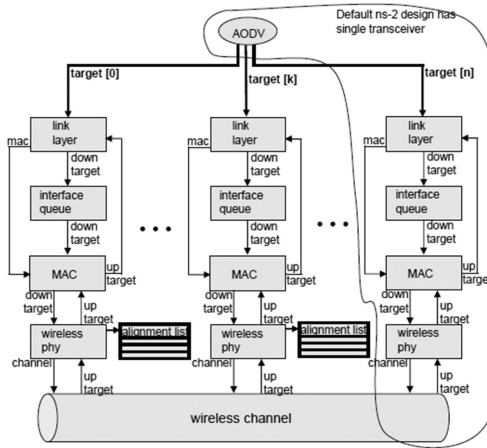 Default ns-2 design has
single transceiver
AODV
target [0]
target [k]
target [n]
link
layer
mac
down
target
interface
queue
down
target
MAC
up
target
down
target
up
target
wireless
phy
alignment list
channel
up
target
link
layer
mac
down
target
interface
queue
down
target
MAC
up
target
down
target
up
target
wireless
phy
alignment list
channel
up
target
link
layer
mac
down
target
interface
queue
down
target
MAC
up
target
down
target
up
target
wireless
phy
channel
up
target
wireless channel